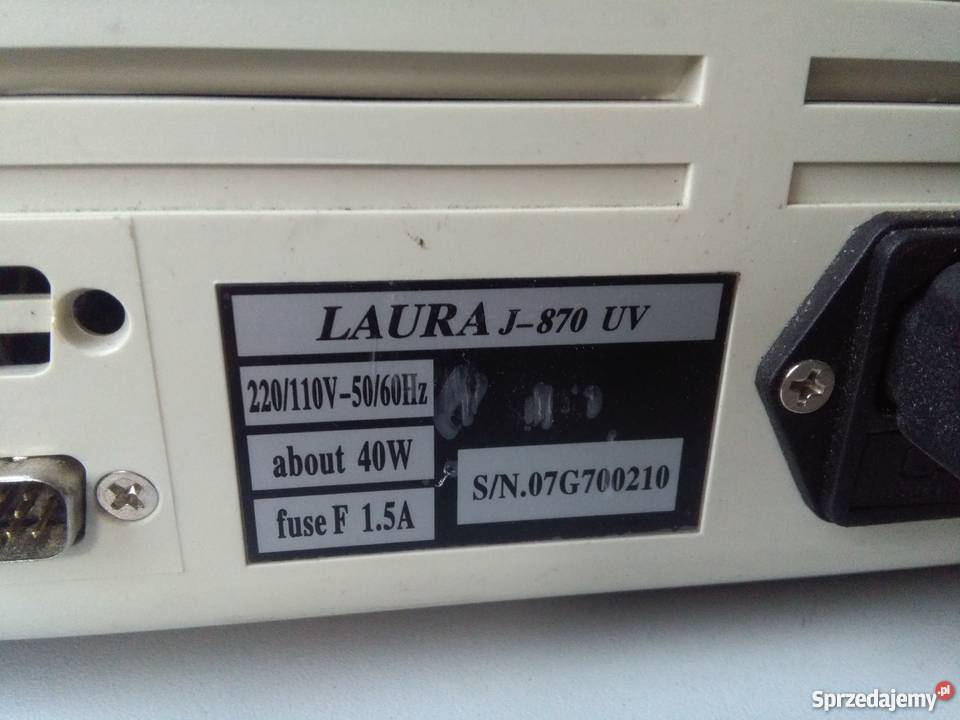 LAURA J-870 UV
220/110V-50/60Hz
about 40W
fuse F 1.5A
S/N.07G700210
Sprzedajemy.pl